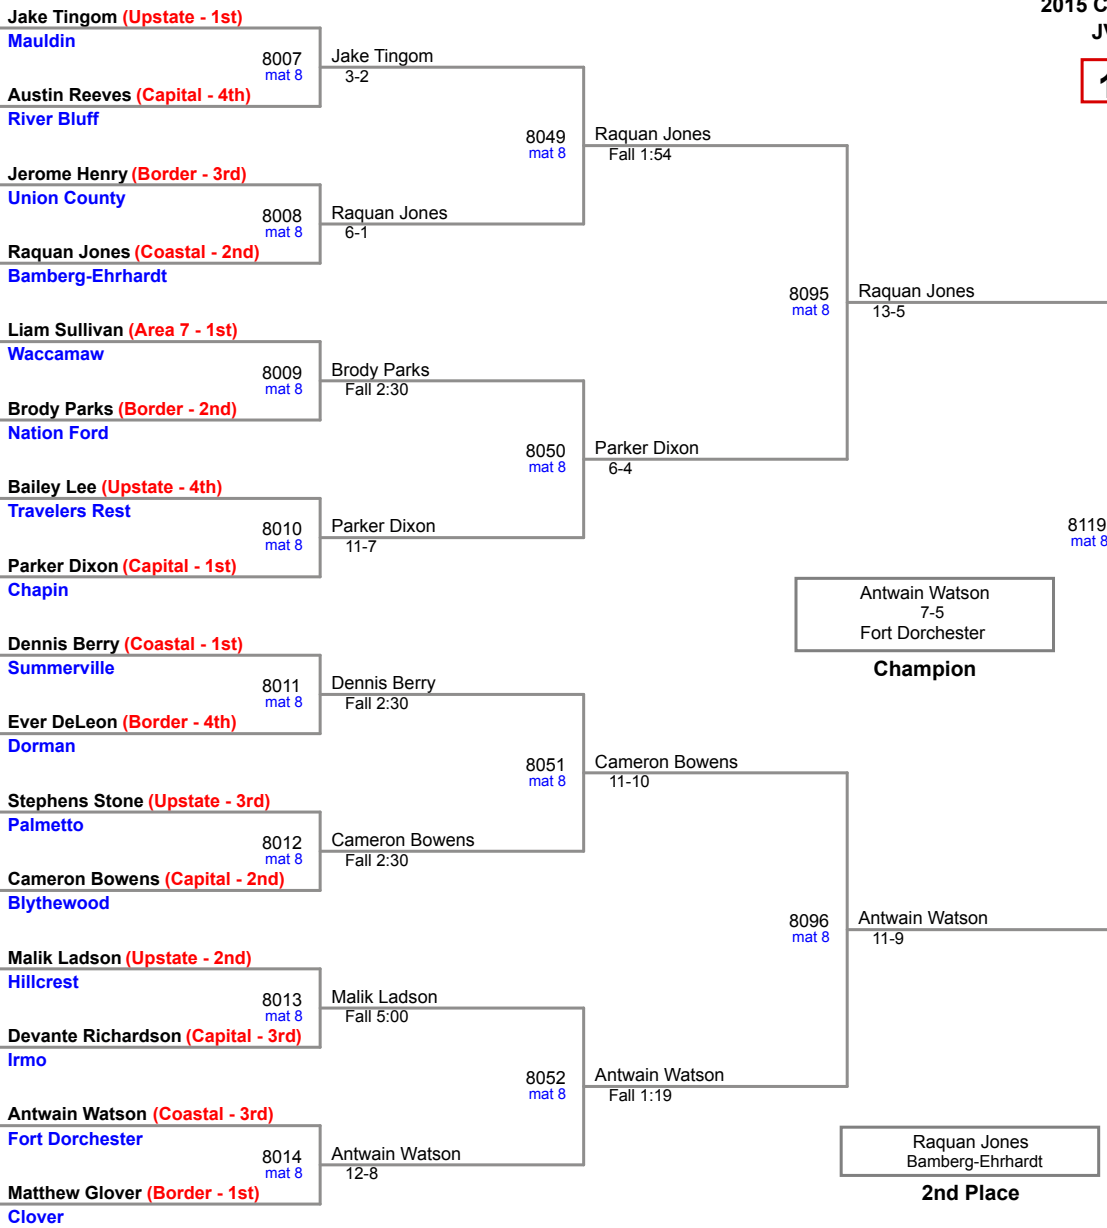 2015 C
JV
1
Jake Tingom (Upstate - 1st)
Mauldin
8007
mat 8
Jake Tingom
3-2
Austin Reeves (Capital - 4th)
River Bluff
8049
mat 8
Raquan Jones
Fall 1:54
Jerome Henry (Border - 3rd)
Union County
8008
mat 8
Raquan Jones
6-1
Raquan Jones (Coastal - 2nd)
Bamberg-Ehrhardt
8095
mat 8
Raquan Jones
13-5
Liam Sullivan (Area 7 - 1st)
Waccamaw
8009
mat 8
Brody Parks
Fall 2:30
Brody Parks (Border - 2nd)
Nation Ford
8050
mat 8
Parker Dixon
6-4
Bailey Lee (Upstate - 4th)
Travelers Rest
8010
mat 8
Parker Dixon
11-7
Parker Dixon (Capital - 1st)
Chapin
8119
mat 8
Antwain Watson
7-5
Fort Dorchester
Champion
Dennis Berry (Coastal - 1st)
Summerville
8011
mat 8
Dennis Berry
Fall 2:30
Ever DeLeon (Border - 4th)
Dorman
8051
mat 8
Cameron Bowens
11-10
Stephens Stone (Upstate - 3rd)
Palmetto
8012
mat 8
Cameron Bowens
Fall 2:30
Cameron Bowens (Capital - 2nd)
Blythewood
8096
mat 8
Antwain Watson
11-9
Malik Ladson (Upstate - 2nd)
Hillcrest
8013
mat 8
Malik Ladson
Fall 5:00
Devante Richardson (Capital - 3rd)
Irmo
8052
mat 8
Antwain Watson
Fall 1:19
Antwain Watson (Coastal - 3rd)
Fort Dorchester
8014
mat 8
Antwain Watson
12-8
Matthew Glover (Border - 1st)
Clover
Raquan Jones
Bamberg-Ehrhardt
2nd Place